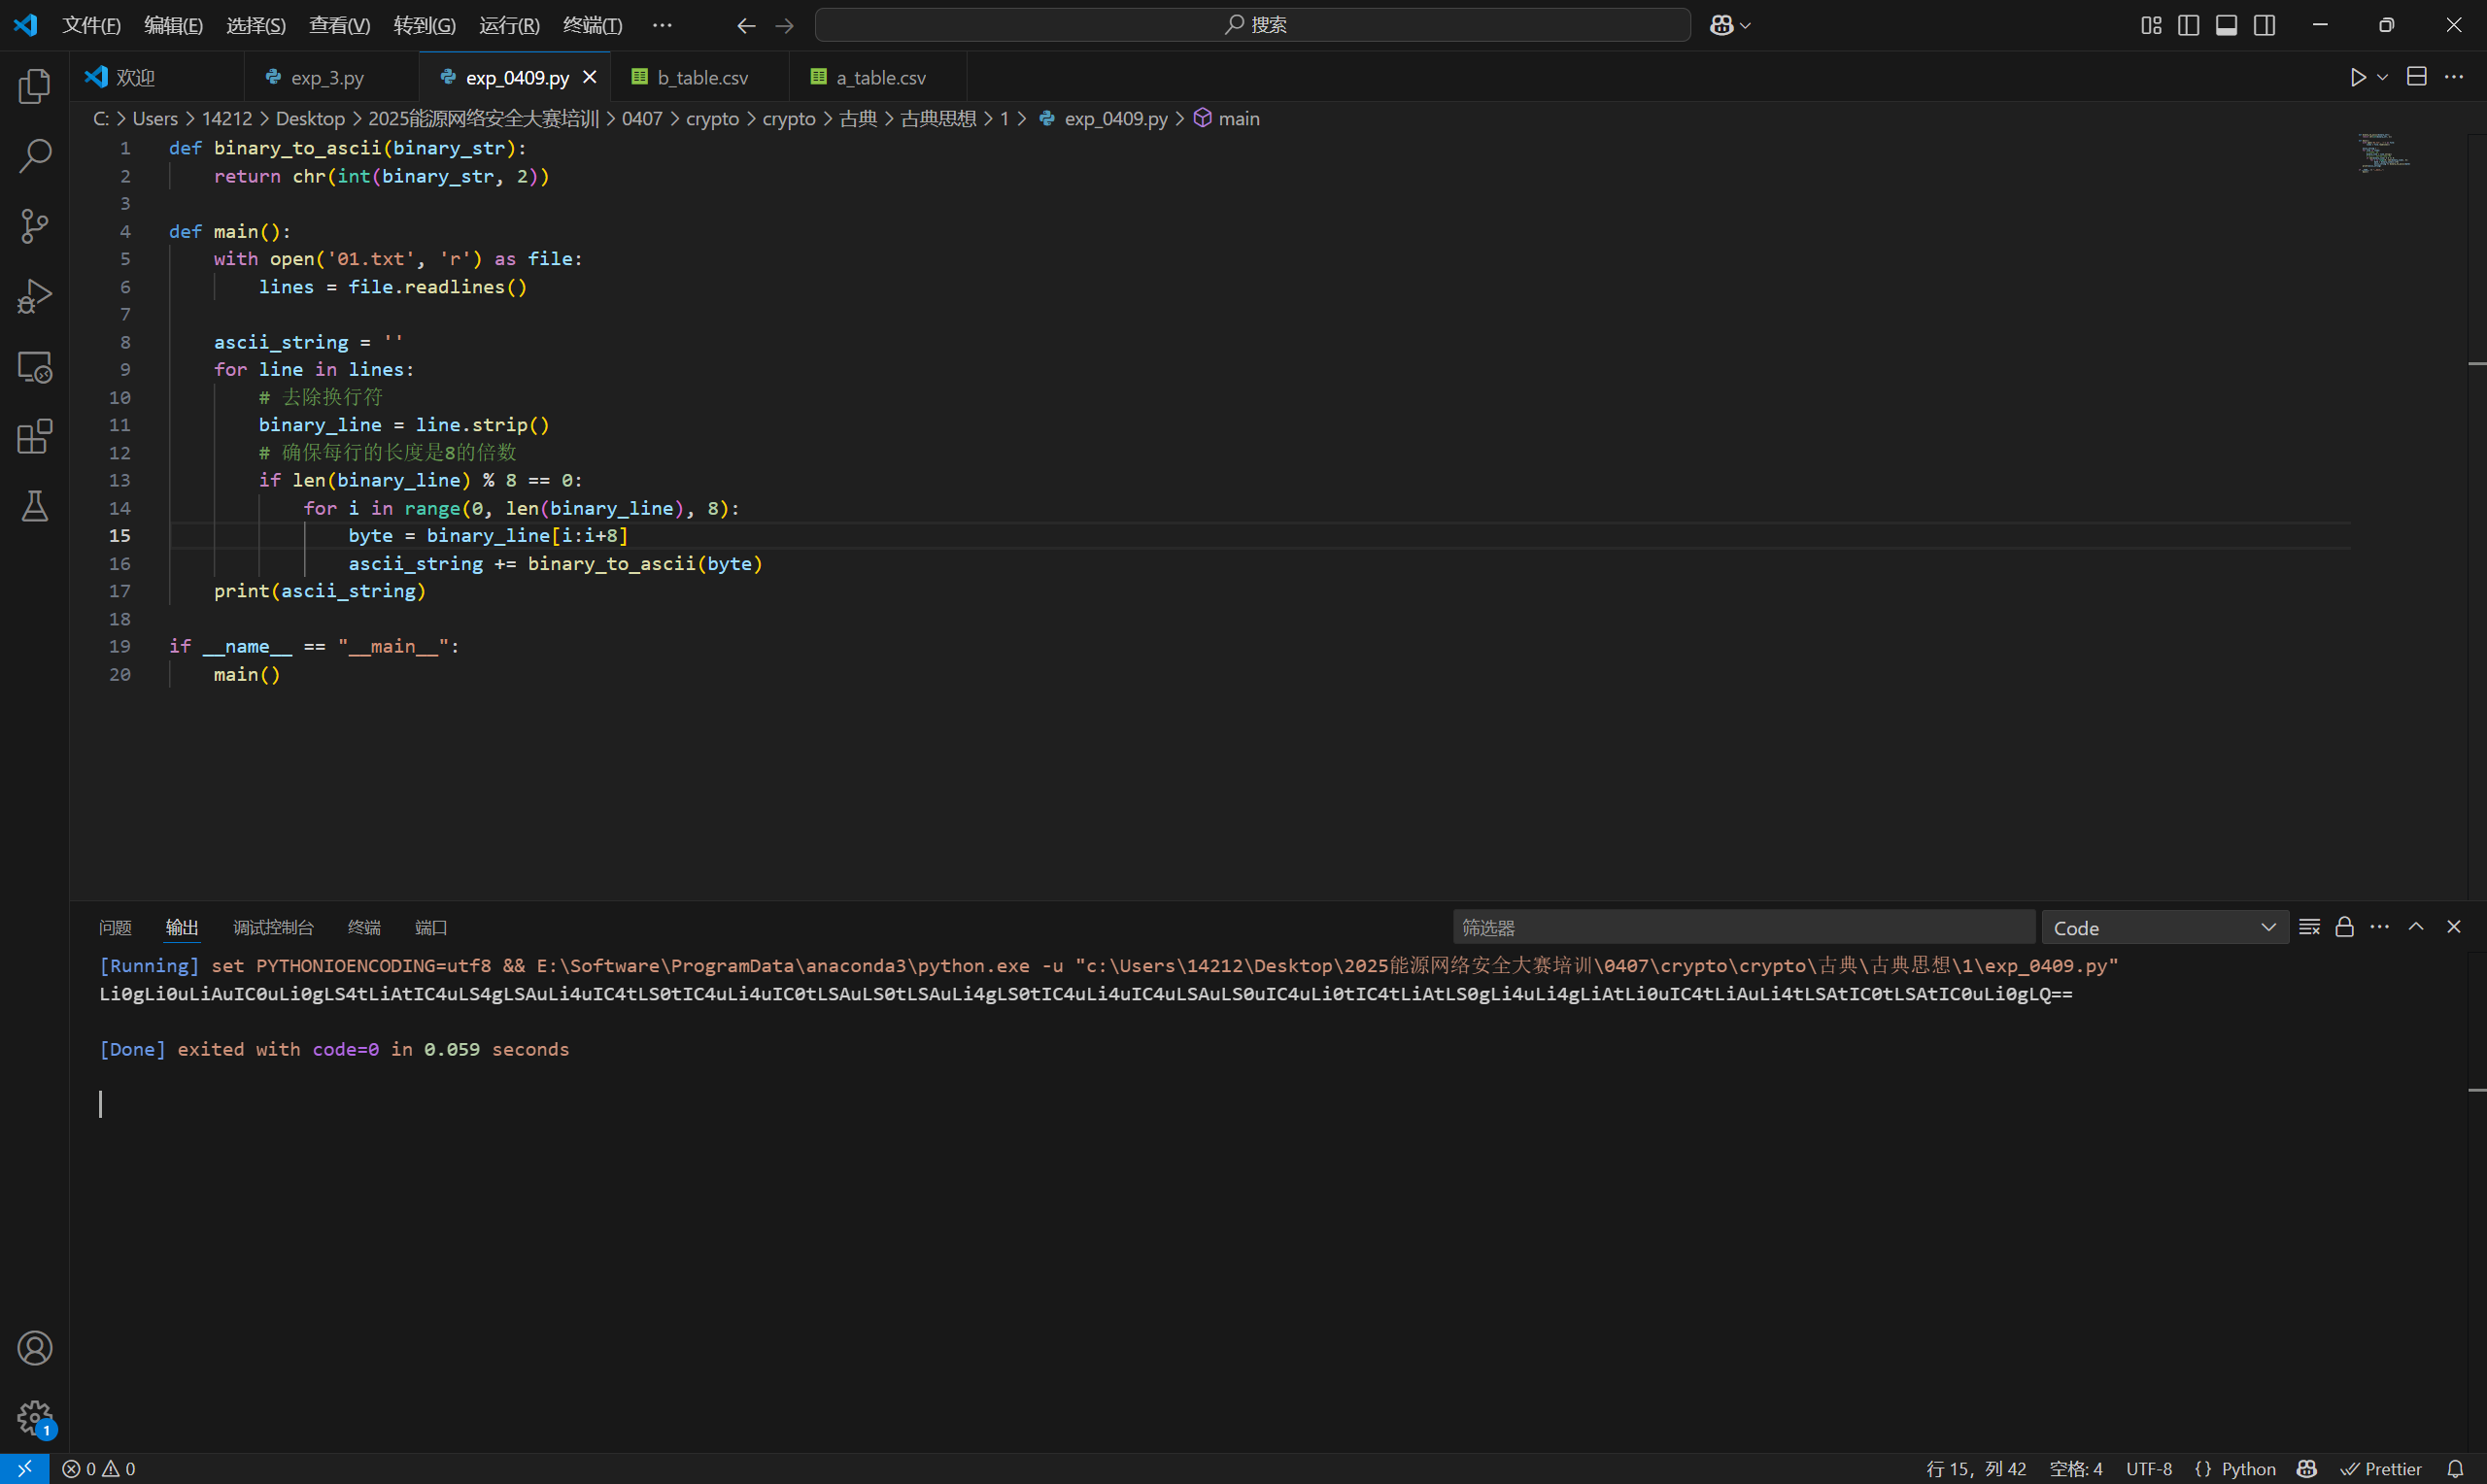 文件(F) 编辑(E) 选择(S) 查看(V) 转到(G) 运行(R) 终端(T) ··· 搜索
欢迎 exp_3.py exp_0409.py b_table.csv a_table.csv
C: > Users > 14212 > Desktop > 2025能源网络安全大赛培训 > 0407 > crypto > crypto > 古典 > 古典思想 > 1 > exp_0409.py > main
1 def binary_to_ascii(binary_str):
2     return chr(int(binary_str, 2))
3
4 def main():
5     with open('01.txt', 'r') as file:
6         lines = file.readlines()
7
8     ascii_string = ''
9     for line in lines:
10         # 去除换行符
11         binary_line = line.strip()
12         # 确保每行的长度是8的倍数
13         if len(binary_line) % 8 == 0:
14             for i in range(0, len(binary_line), 8):
15                 byte = binary_line[i:i+8]
16                 ascii_string += binary_to_ascii(byte)
17     print(ascii_string)
18
19 if __name__ == "__main__":
20     main()
问题 输出 调试控制台 终端 端口 筛选器 Code
[Running] set PYTHONIOENCODING=utf8 && E:\Software\ProgramData\anaconda3\python.exe -u "c:\Users\14212\Desktop\2025能源网络安全大赛培训\0407\crypto\crypto\古典\古典思想\1\exp_0409.py"
Li0gLi0uLiAuIC0uLi0gLS4tLiAtIC4uLS4gLSAuLi4uIC4tLS0tIC4uLi4uIC0tLSAuLS0tLSAuLi4gLS0tIC4uLi4uIC4uLSAuLS0uIC4uLi0tIC4tLiAtLS0gLi4uLi4gLiAtLi0uIC4tLiAuLi4tLSAtIC0tLSAtIC0uLi0gLQ==
[Done] exited with code=0 in 0.059 seconds
1
0 0 行 15，列 42 空格: 4 UTF-8 {} Python Prettier